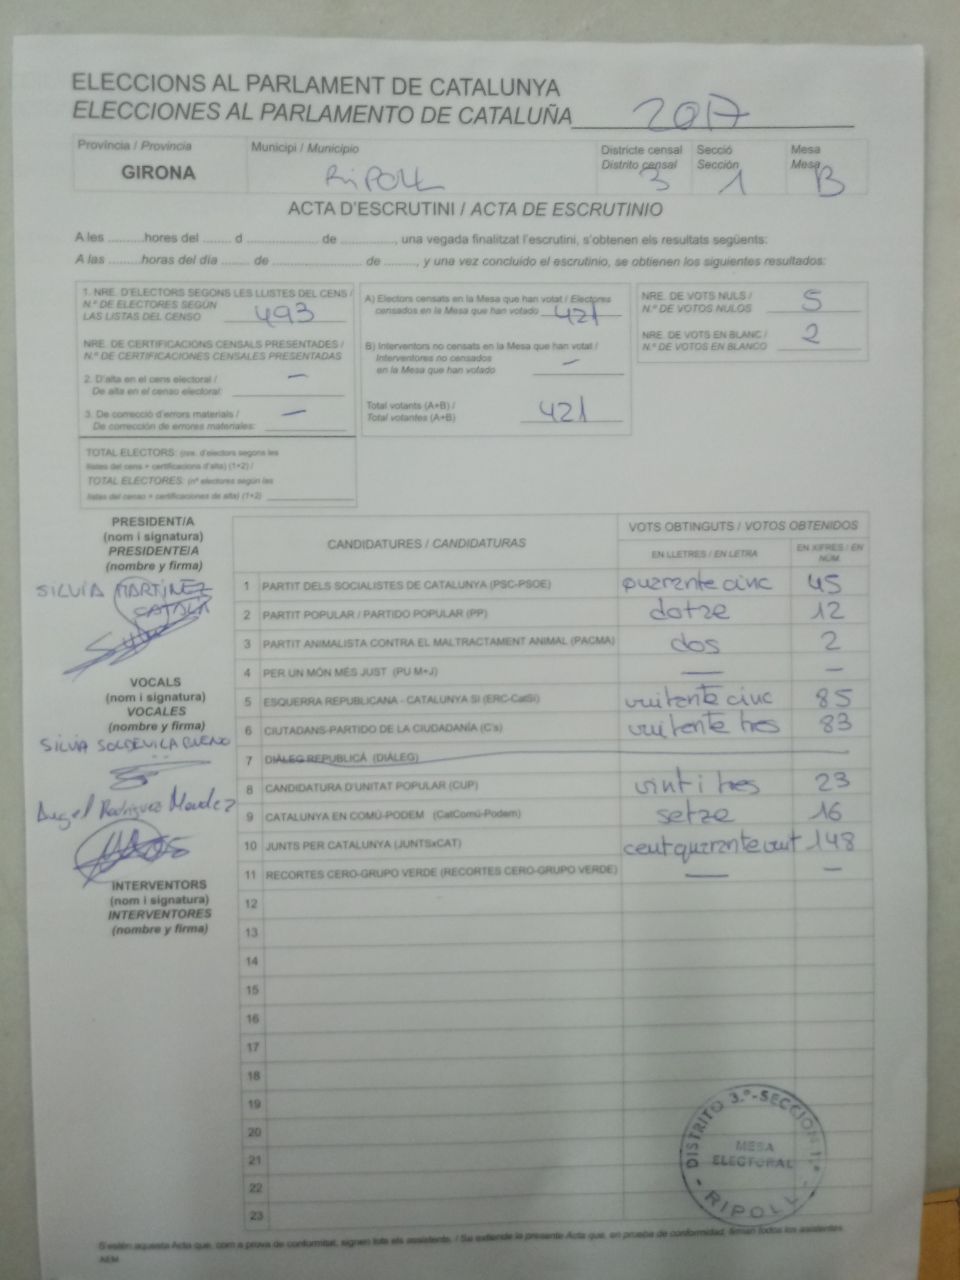 ELECCIONS AL PARLAMENT DE CATALUNYA
ELECCIONES AL PARLAMENTO DE CATALUÑA 2017
Província / Provincia
GIRONA
Municipi / Municipio
RIPOLL
Districte censal
Distrito censal
3
Secció
Sección
1
Mesa
Mesa
B
ACTA D'ESCRUTINI / ACTA DE ESCRUTINIO
A les ...........hores del ........ d ..................... de ................, una vegada finalitzat l'escrutini, s'obtenen els resultats següents:
A las ..........horas del día ........ de ............................ de .........., y una vez concluido el escrutinio, se obtienen los siguientes resultados:
1. NRE. D'ELECTORS SEGONS LES LLISTES DEL CENS /
N.º DE ELECTORES SEGÚN
LAS LISTAS DEL CENSO 493
NRE. DE CERTIFICACIONS CENSALS PRESENTADES /
N.º DE CERTIFICACIONES CENSALES PRESENTADAS
2. D'alta en el cens electoral /
De alta en el censo electoral: —
3. De correcció d'errors materials /
De corrección de errores materiales: —
TOTAL ELECTORS: (nre. d'electors segons les
llistes del cens + certificacions d'alta) (1+2) /
TOTAL ELECTORES: (nº electores según las
listas del censo + certificaciones de alta) (1+2)
A) Electors censats en la Mesa que han votat / Electores
censados en la Mesa que han votado 421
B) Interventors no censats en la Mesa que han votat /
Interventores no censados
en la Mesa que han votado —
Total votants (A+B) /
Total votantes (A+B) 421
NRE. DE VOTS NULS /
N.º DE VOTOS NULOS 5
NRE. DE VOTS EN BLANC /
N.º DE VOTOS EN BLANCO 2
PRESIDENT/A
(nom i signatura)
PRESIDENTE/A
(nombre y firma)
SILVIA MARTÍNEZ
CATALÀ
VOCALS
(nom i signatura)
VOCALES
(nombre y firma)
SILVIA SOLDEVILA BUENO
Angel Rodriguez Mendez
INTERVENTORS
(nom i signatura)
INTERVENTORES
(nombre y firma)
CANDIDATURES / CANDIDATURAS
VOTS OBTINGUTS / VOTOS OBTENIDOS
EN LLETRES / EN LETRA
EN XIFRES / EN NÚM.
1 PARTIT DELS SOCIALISTES DE CATALUNYA (PSC-PSOE) quarante cinc 45
2 PARTIT POPULAR / PARTIDO POPULAR (PP) dotze 12
3 PARTIT ANIMALISTA CONTRA EL MALTRACTAMENT ANIMAL (PACMA) dos 2
4 PER UN MÓN MÉS JUST (PU M+J) — —
5 ESQUERRA REPUBLICANA - CATALUNYA SÍ (ERC-CatSí) vuitente cinc 85
6 CIUTADANS-PARTIDO DE LA CIUDADANÍA (C's) vuitente tres 83
7 DIÀLEG REPUBLICÀ (DIÀLEG)
8 CANDIDATURA D'UNITAT POPULAR (CUP) vint i tres 23
9 CATALUNYA EN COMÚ-PODEM (CatComú-Podem) setze 16
10 JUNTS PER CATALUNYA (JUNTSxCAT) cent quarante vuit 148
11 RECORTES CERO-GRUPO VERDE (RECORTES CERO-GRUPO VERDE) — —
12
13
14
15
16
17
18
19
20
21
22
23
DISTRITO 3.º-SECCION 1.ª
MESA
ELECTORAL
- RIPOLL -
S'estén aquesta Acta que, com a prova de conformitat, signen tots els assistents. / Se extiende la presente Acta que, en prueba de conformidad, firman todos los asistentes.